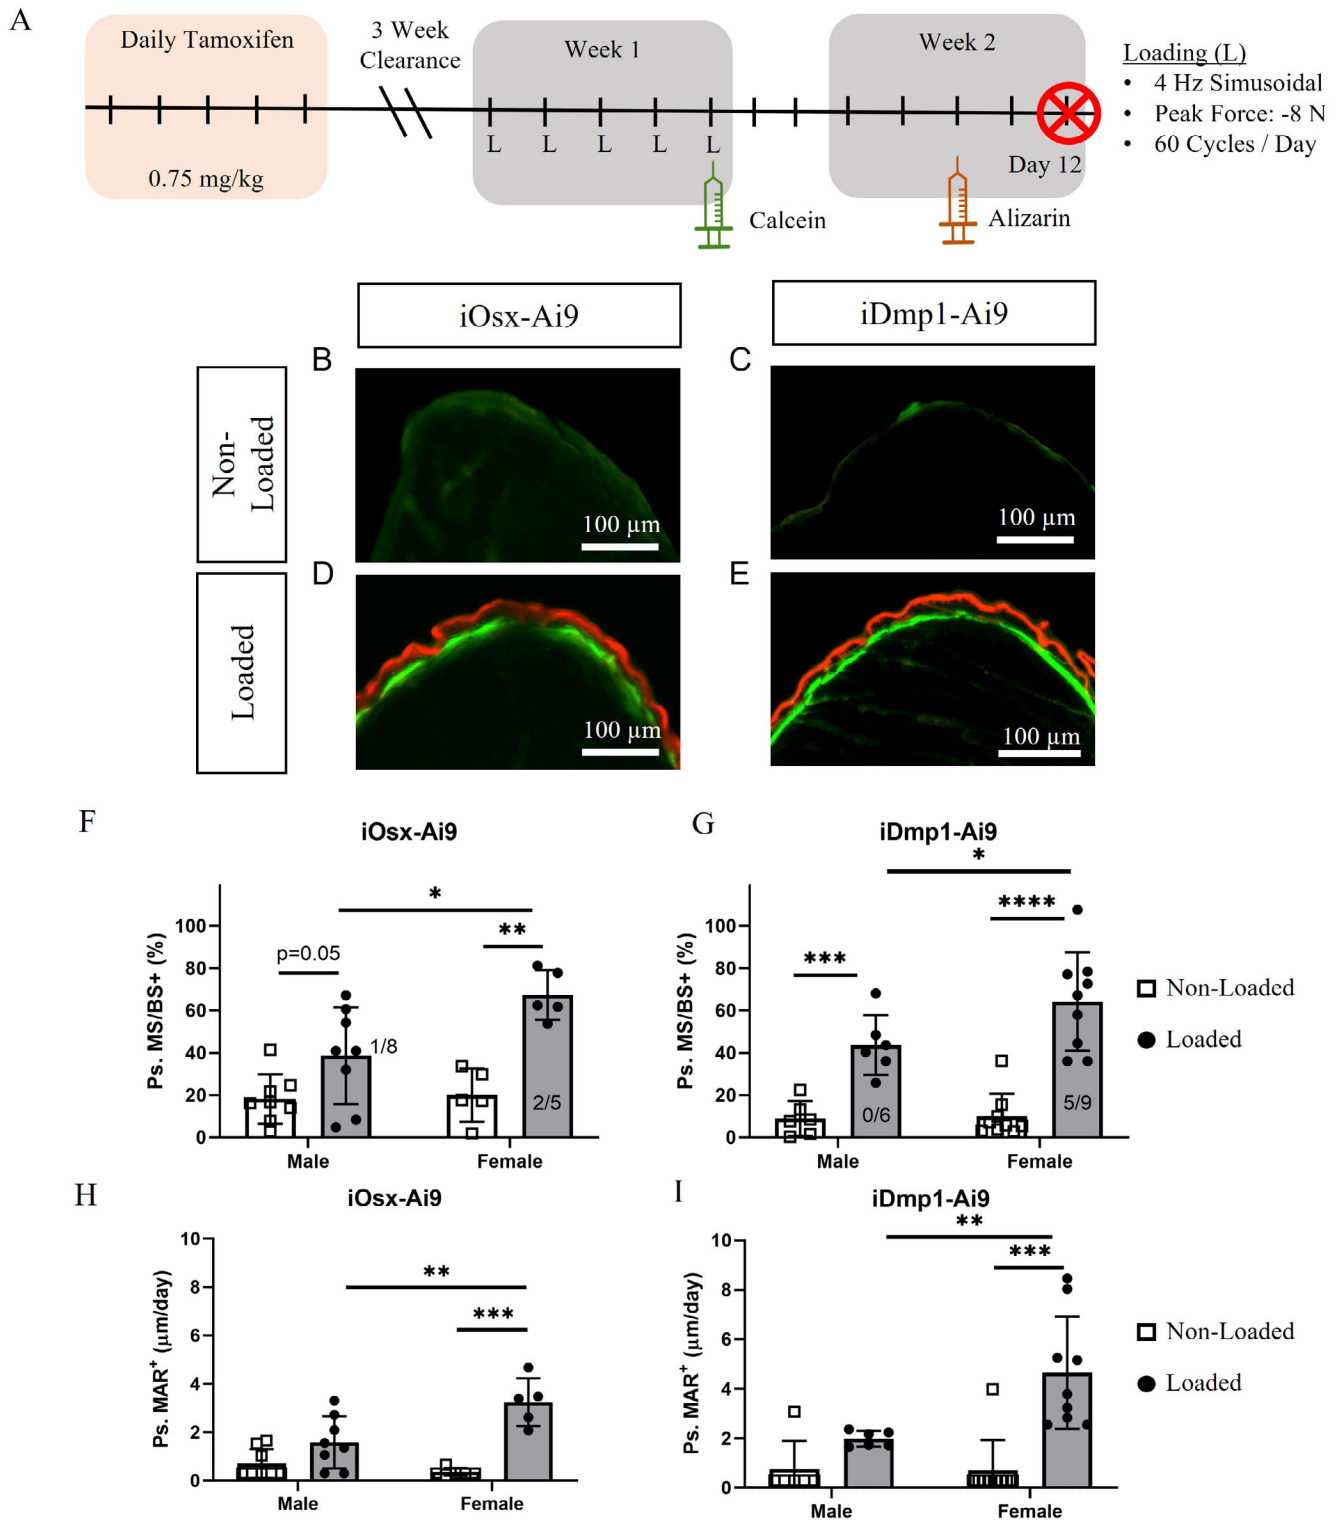 A
Daily Tamoxifen
0.75 mg/kg
3 Week
Clearance
Week 1
L L L L L
Calcein
Week 2
Day 12
Alizarin
Loading (L)
• 4 Hz Simusoidal
• Peak Force: -8 N
• 60 Cycles / Day
iOsx-Ai9
iDmp1-Ai9
Non-
Loaded
B
100 µm
C
100 µm
Loaded
D
100 µm
E
100 µm
F
iOsx-Ai9
Ps. MS/BS+ (%)
100
80
60
40
20
0
p=0.05
*
**
1/8
2/5
Male
Female
G
iDmp1-Ai9
Ps. MS/BS+ (%)
100
80
60
40
20
0
*
***
****
0/6
5/9
Male
Female
Non-Loaded
Loaded
H
iOsx-Ai9
Ps. MAR+ (µm/day)
10
8
6
4
2
0
**
***
Male
Female
I
iDmp1-Ai9
Ps. MAR+ (µm/day)
10
8
6
4
2
0
**
***
Male
Female
Non-Loaded
Loaded